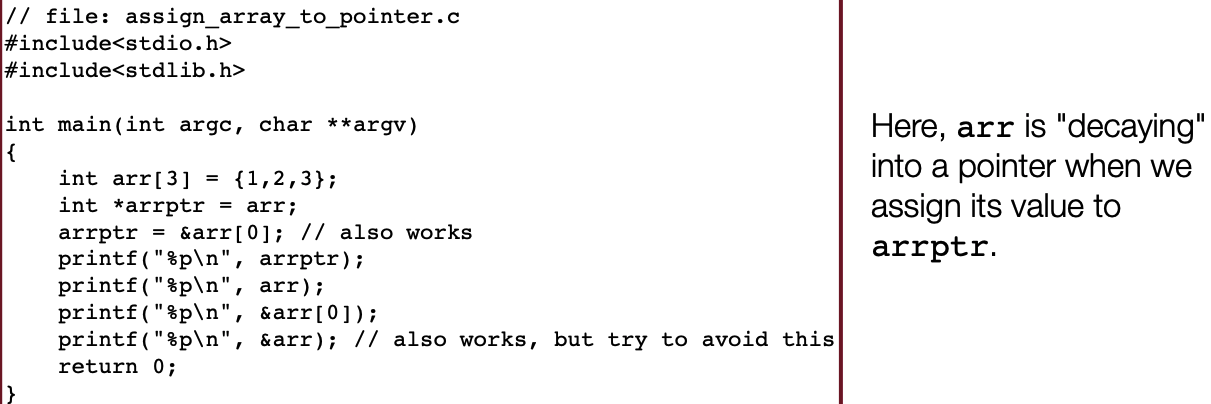 // file: assign_array_to_pointer.c
#include<stdio.h>
#include<stdlib.h>

int main(int argc, char **argv)
{
    int arr[3] = {1,2,3};
    int *arrptr = arr;
    arrptr = &arr[0]; // also works
    printf("%p\n", arrptr);
    printf("%p\n", arr);
    printf("%p\n", &arr[0]);
    printf("%p\n", &arr); // also works, but try to avoid this
    return 0;
}
Here, arr is "decaying"
into a pointer when we
assign its value to
arrptr.